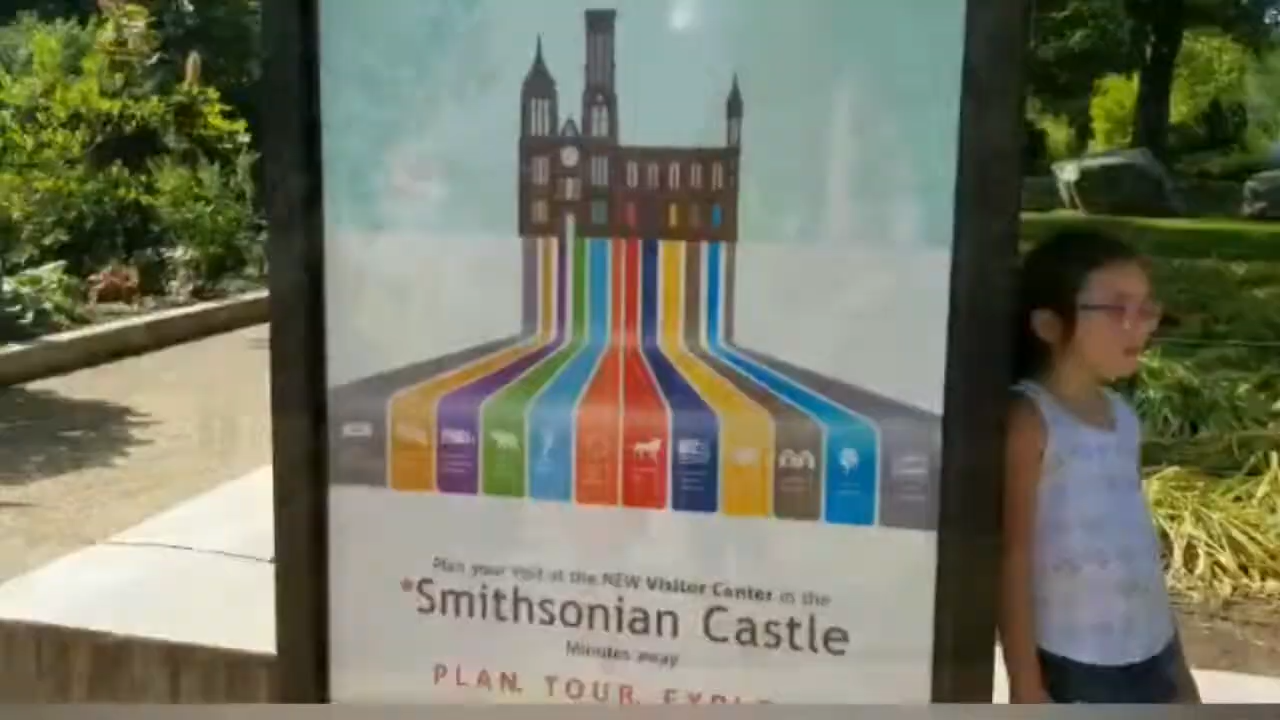 Plan your visit at the NEW Visitor Center in the
*Smithsonian Castle
Minutes away
PLAN. TOUR.